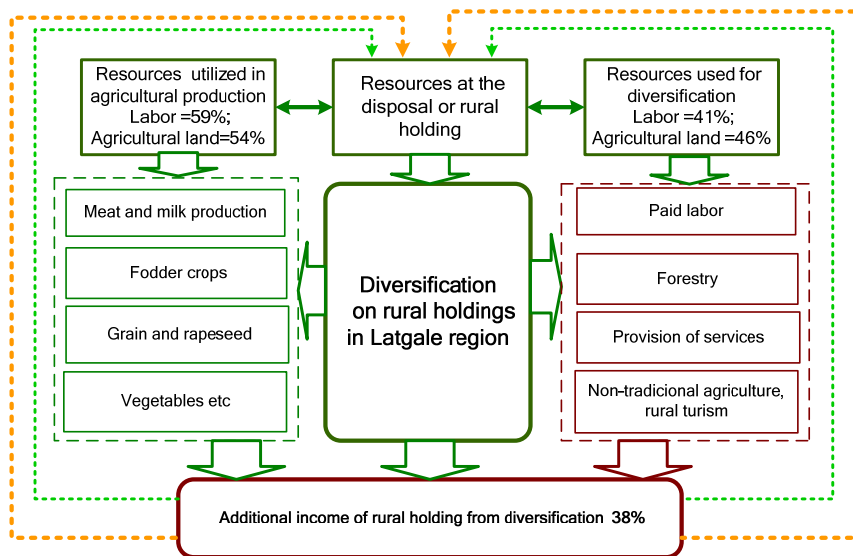 Resources utilized in
agricultural production
Labor =59%;
Agricultural land=54%
Resources at the
disposal or rural
holding
Resources used for
diversification
Labor =41%;
Agricultural land =46%
Meat and milk production
Fodder crops
Grain and rapeseed
Vegetables etc
Diversification
on rural holdings
in Latgale region
Paid labor
Forestry
Provision of services
Non-tradicional agriculture,
rural turism
Additional income of rural holding from diversification 38%